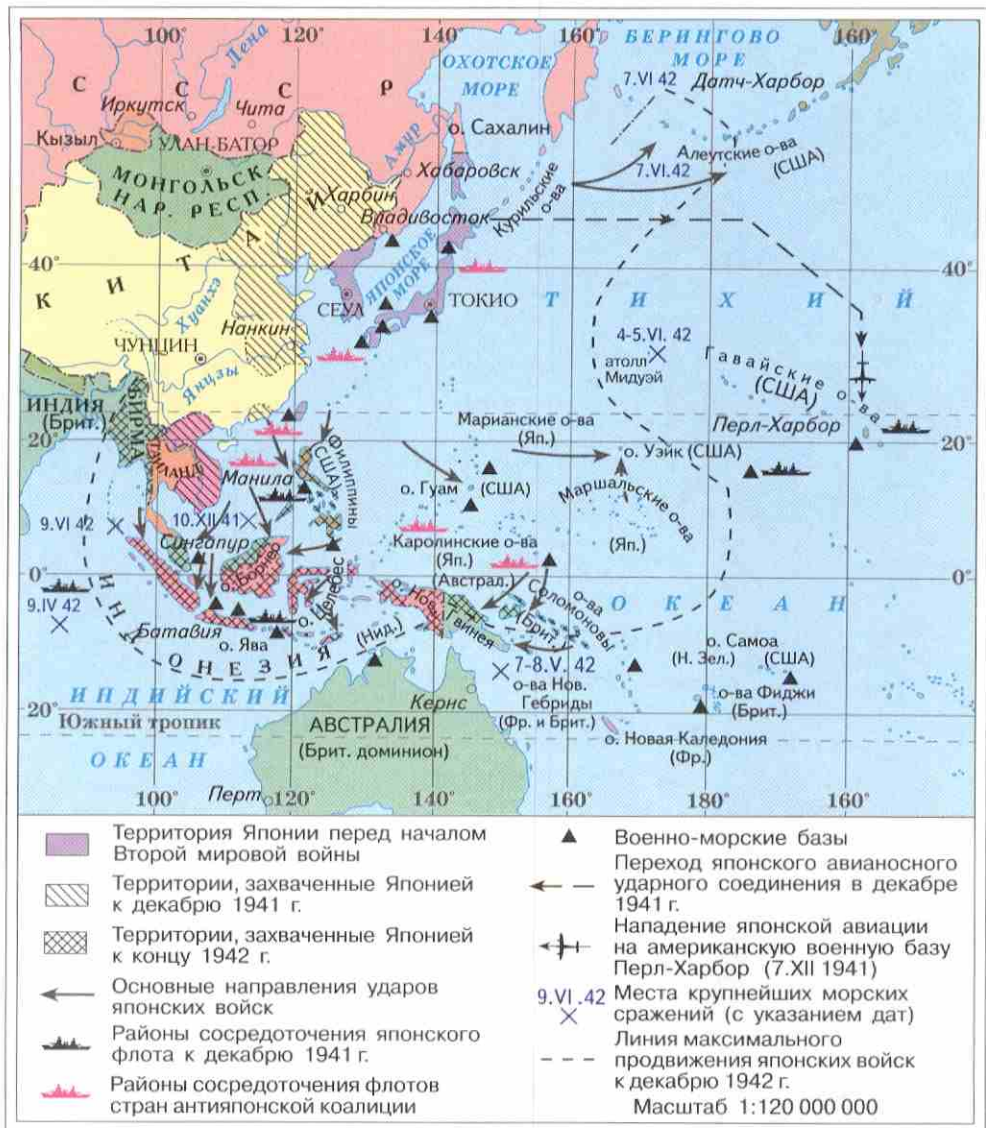 100°
120°
140°
160°
180°
160°
БЕРИНГОВО
МОРЕ
ОХОТСКОЕ
МОРЕ
7.VI 42
Датч-Харбор
Лена
С С С Р
Иркутск
Чита
Кызыл
УЛАН-БАТОР
о. Сахалин
Амур
Хабаровск
Алеутские о-ва
(США)
7.VI.42
МОНГОЛЬСК
НАР. РЕСП.
Харбин
Владивосток
Курильские
о-ва
КИТАЙ
40°
40°
ЯПОНСКОЕ
МОРЕ
СЕУЛ
ТОКИО
Т И Х И Й
Хуанхэ
Нанкин
ЧУНЦИН
Янцзы
4-5.VI. 42
атолл
Мидуэй
Гавайские о-ва
(США)
ИНДИЯ
(Брит.)
БИРМА
20°
20°
Марианские о-ва
(Яп.)
Перл-Харбор
ТАИЛАНД
Манила
Филиппины
(США)
о. Уэйк (США)
о. Гуам
(США)
Маршальские о-ва
(Яп.)
9.VI 42
10.XII 41
Сингапур
Каролинские о-ва
(Яп.)
(Австрал.)
0°
0°
о. Борнео
о. Целебес
о. Новая
Гвинея
(Брит.)
о-ва
Соломоновы
О К Е А Н
9.IV 42
Батавия
о. Ява
(Нид.)
ИНДОНЕЗИЯ
о. Самоа
(Н. Зел.)
(США)
7-8.V. 42
о-ва Нов.
Гебриды
(Фр. и Брит.)
о-ва Фиджи
(Брит.)
ИНДИЙСКИЙ
Кернс
20°
20°
Южный тропик
АВСТРАЛИЯ
(Брит. доминион)
о. Новая Каледония
(Фр.)
ОКЕАН
Перт
100°
120°
140°
160°
180°
160°
Территория Японии перед началом
Второй мировой войны
Территории, захваченные Японией
к декабрю 1941 г.
Территории, захваченные Японией
к концу 1942 г.
Основные направления ударов
японских войск
Районы сосредоточения японского
флота к декабрю 1941 г.
Районы сосредоточения флотов
стран антияпонской коалиции
Военно-морские базы
Переход японского авианосного
ударного соединения в декабре
1941 г.
Нападение японской авиации
на американскую военную базу
Перл-Харбор (7.XII 1941)
9.VI.42
Места крупнейших морских
сражений (с указанием дат)
Линия максимального
продвижения японских войск
к декабрю 1942 г.
Масштаб 1:120 000 000